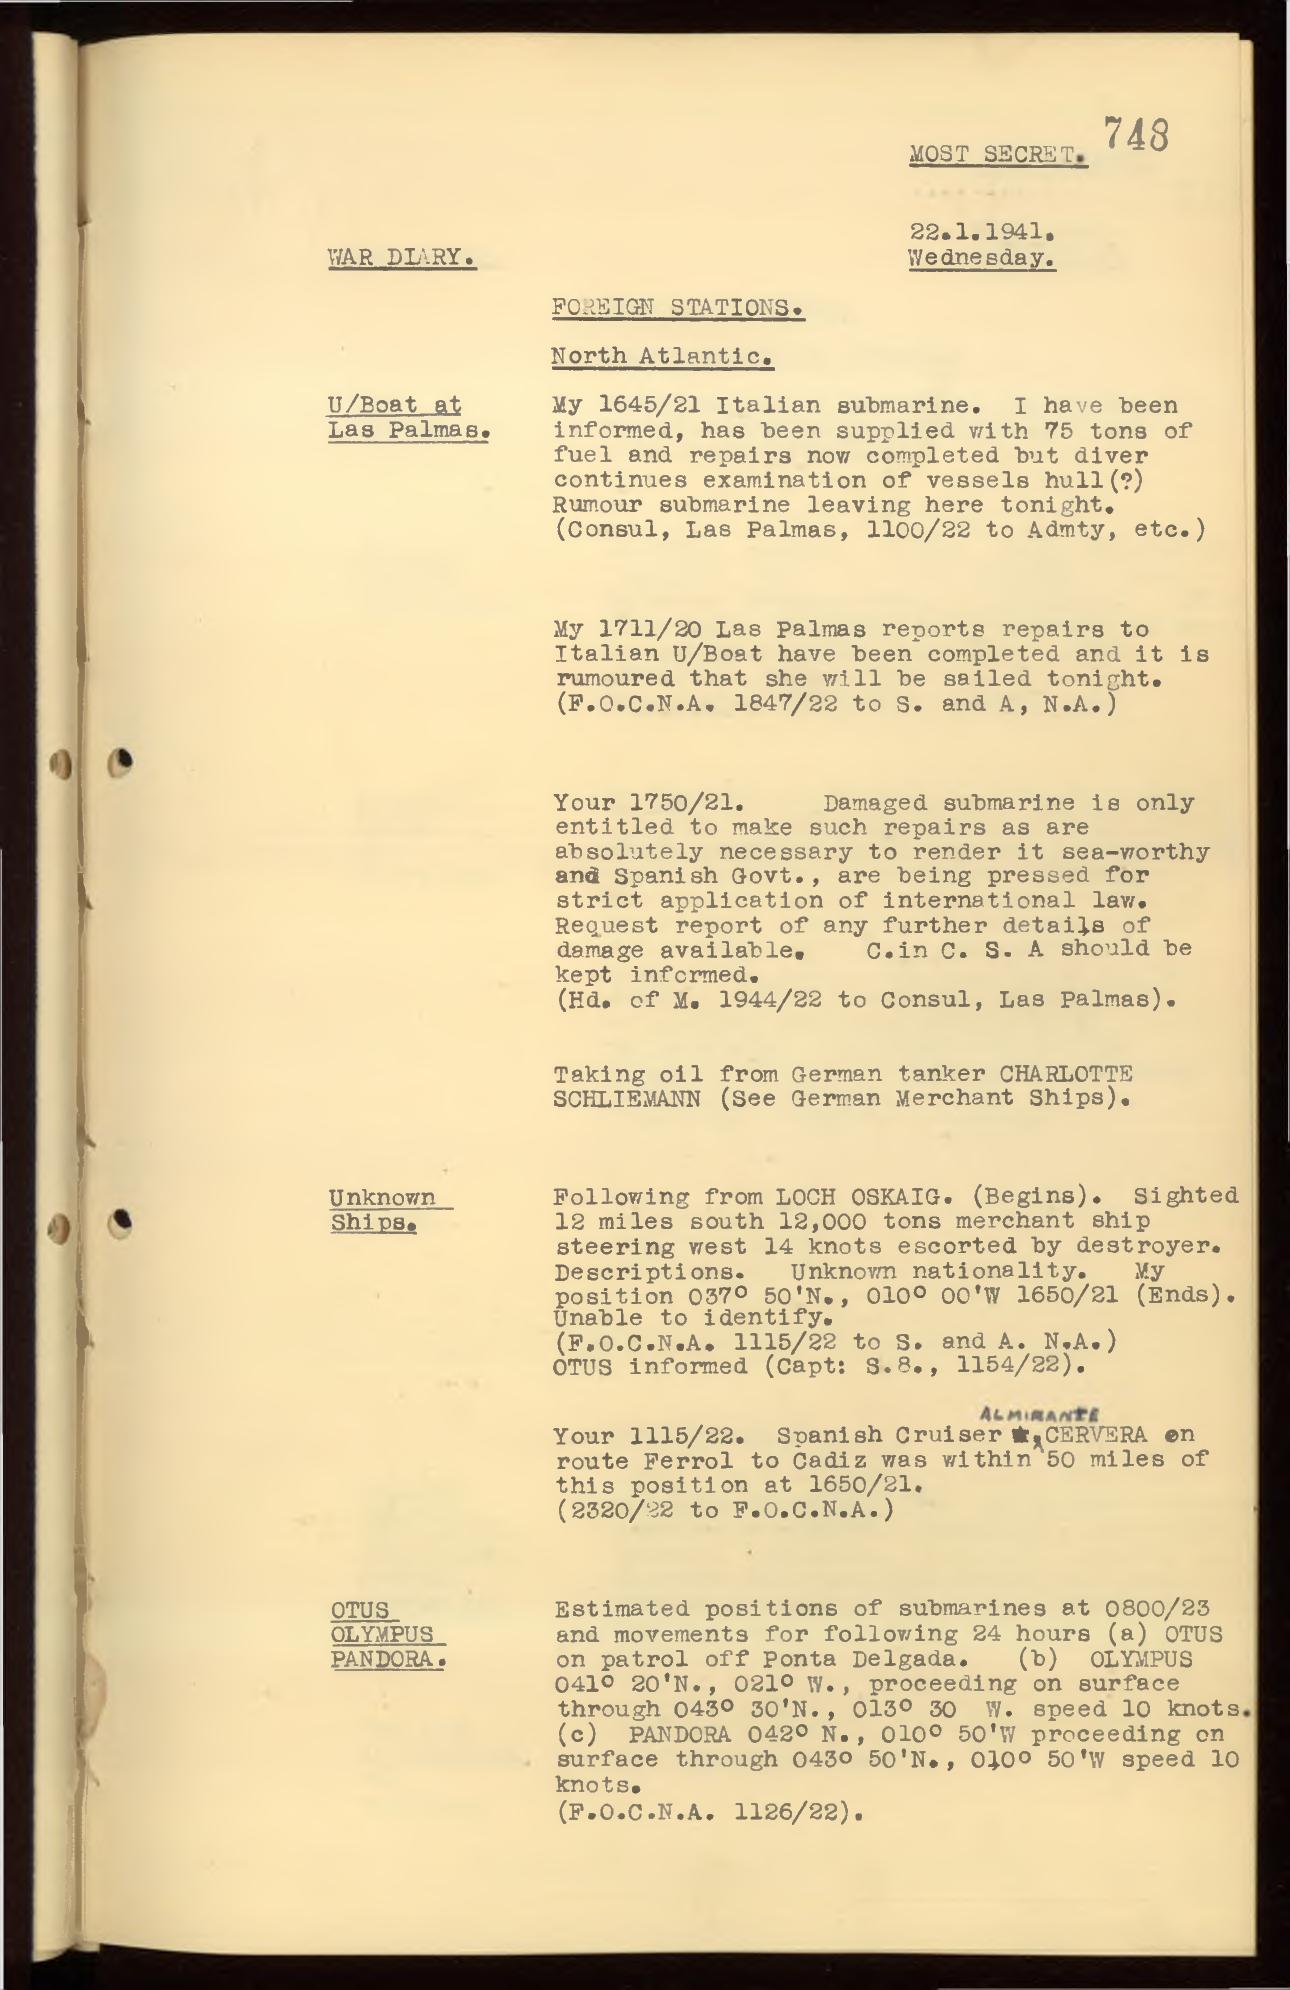 748
MOST SECRET.
22.1.1941.
WAR DIARY.
Wednesday.
FOREIGN STATIONS.
North Atlantic.
U/Boat at
Las Palmas.
My 1645/21 Italian submarine. I have been
informed, has been supplied with 75 tons of
fuel and repairs now completed but diver
continues examination of vessels hull(?)
Rumour submarine leaving here tonight.
(Consul, Las Palmas, 1100/22 to Admty, etc.)
My 1711/20 Las Palmas reports repairs to
Italian U/Boat have been completed and it is
rumoured that she will be sailed tonight.
(F.O.C.N.A. 1847/22 to S. and A, N.A.)
Your 1750/21. Damaged submarine is only
entitled to make such repairs as are
absolutely necessary to render it sea-worthy
and Spanish Govt., are being pressed for
strict application of international law.
Request report of any further details of
damage available. C.in C. S. A should be
kept informed.
(Hd. of M. 1944/22 to Consul, Las Palmas).
Taking oil from German tanker CHARLOTTE
SCHLIEMANN (See German Merchant Ships).
Unknown
Ships.
Following from LOCH OSKAIG. (Begins). Sighted
12 miles south 12,000 tons merchant ship
steering west 14 knots escorted by destroyer.
Descriptions. Unknown nationality. My
position 037° 50'N., 010° 00'W 1650/21 (Ends).
Unable to identify.
(F.O.C.N.A. 1115/22 to S. and A. N.A.)
OTUS informed (Capt: S.8., 1154/22).
ALMIRANTE
Your 1115/22. Spanish Cruiser CERVERA en
route Ferrol to Cadiz was within 50 miles of
this position at 1650/21.
(2320/22 to F.O.C.N.A.)
OTUS
OLYMPUS
PANDORA.
Estimated positions of submarines at 0800/23
and movements for following 24 hours (a) OTUS
on patrol off Ponta Delgada. (b) OLYMPUS
041° 20'N., 021° W., proceeding on surface
through 043° 30'N., 013° 30 W. speed 10 knots.
(c) PANDORA 042° N., 010° 50'W proceeding on
surface through 043° 50'N., 010° 50'W speed 10
knots.
(F.O.C.N.A. 1126/22).